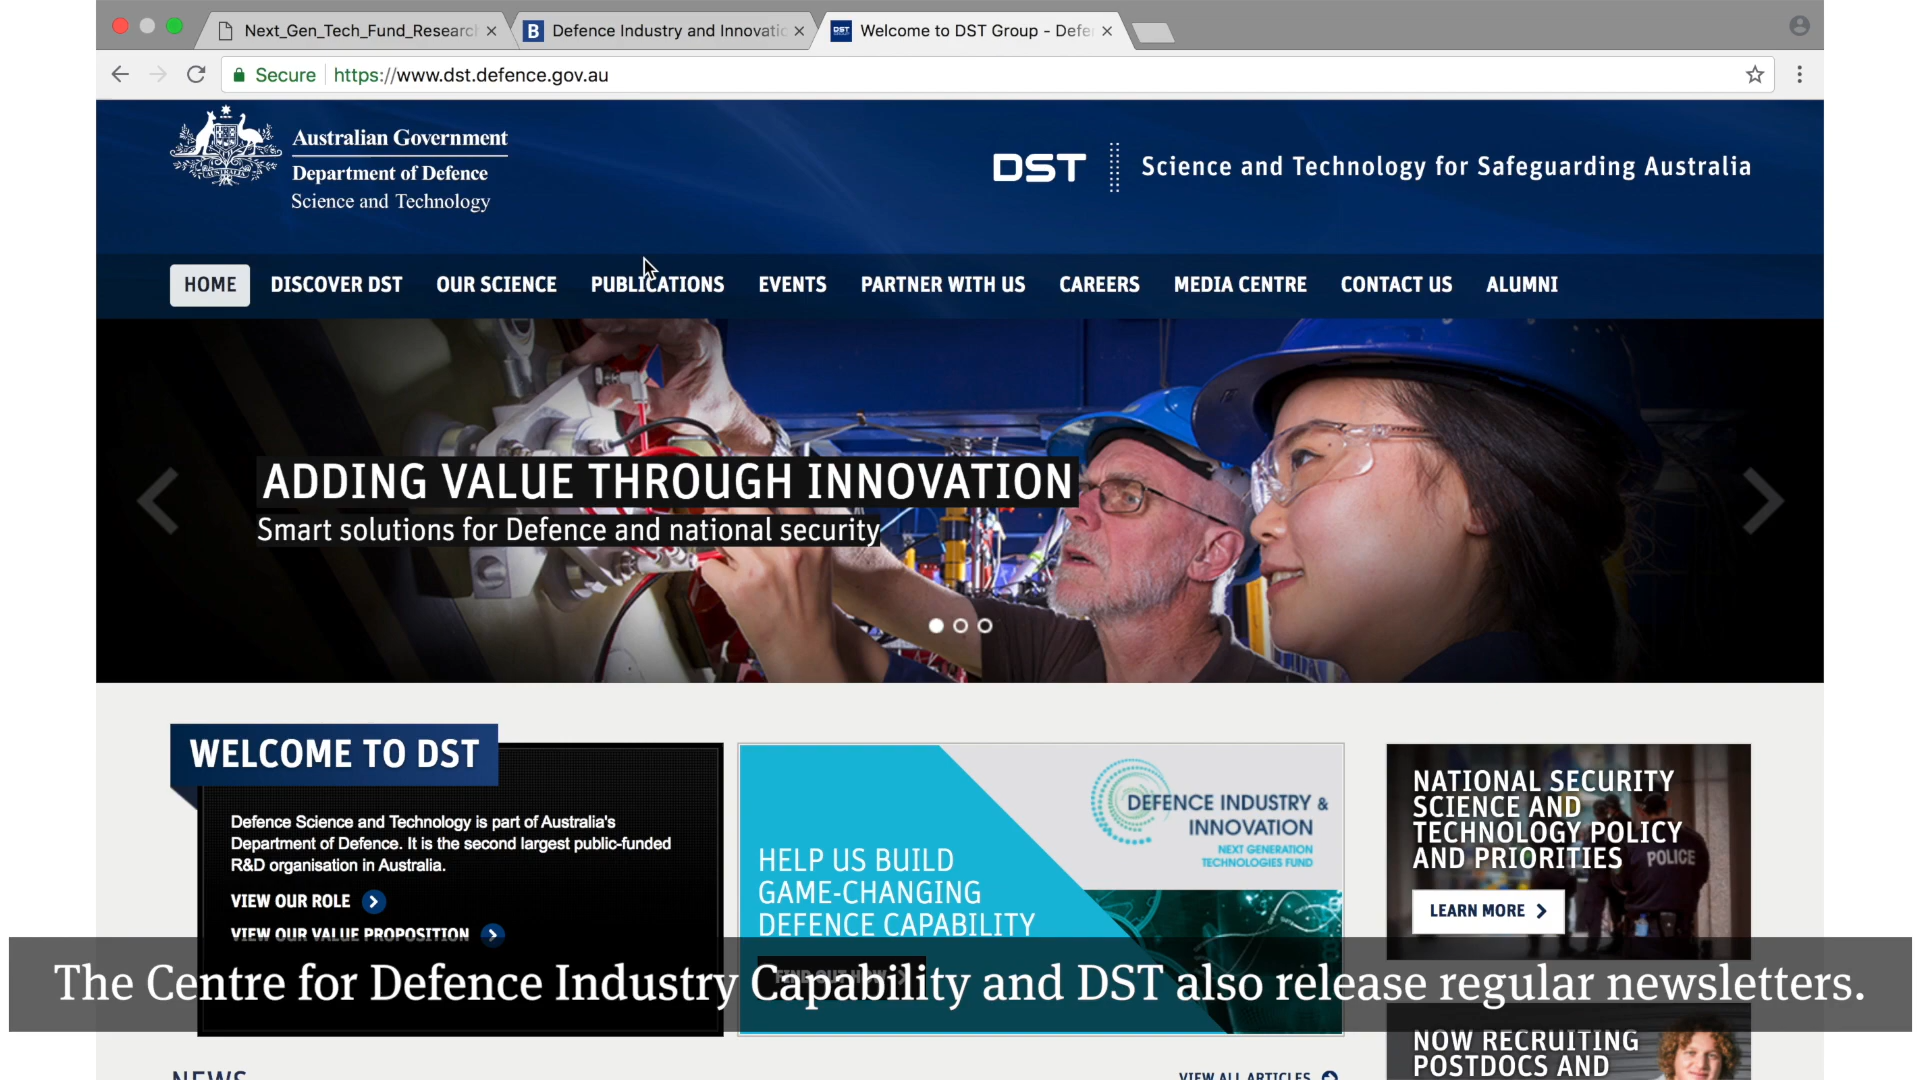 Next_Gen_Tech_Fund_Research
Defence Industry and Innovatic
Welcome to DST Group - Defe
Secure
https://www.dst.defence.gov.au
Australian Government
Department of Defence
Science and Technology
DST
Science and Technology for Safeguarding Australia
HOME
DISCOVER DST
OUR SCIENCE
PUBLICATIONS
EVENTS
PARTNER WITH US
CAREERS
MEDIA CENTRE
CONTACT US
ALUMNI
ADDING VALUE THROUGH INNOVATION
Smart solutions for Defence and national security
WELCOME TO DST
Defence Science and Technology is part of Australia's
Department of Defence. It is the second largest public-funded
R&D organisation in Australia.
VIEW OUR ROLE
VIEW OUR VALUE PROPOSITION
DEFENCE INDUSTRY &
INNOVATION
NEXT GENERATION
TECHNOLOGIES FUND
HELP US BUILD
GAME-CHANGING
DEFENCE CAPABILITY
FIND OUT HOW
NATIONAL SECURITY
SCIENCE AND
TECHNOLOGY POLICY
AND PRIORITIES
POLICE
LEARN MORE
The Centre for Defence Industry Capability and DST also release regular newsletters.
NOW RECRUITING
POSTDOCS AND
NEWS
VIEW ALL ARTICLES